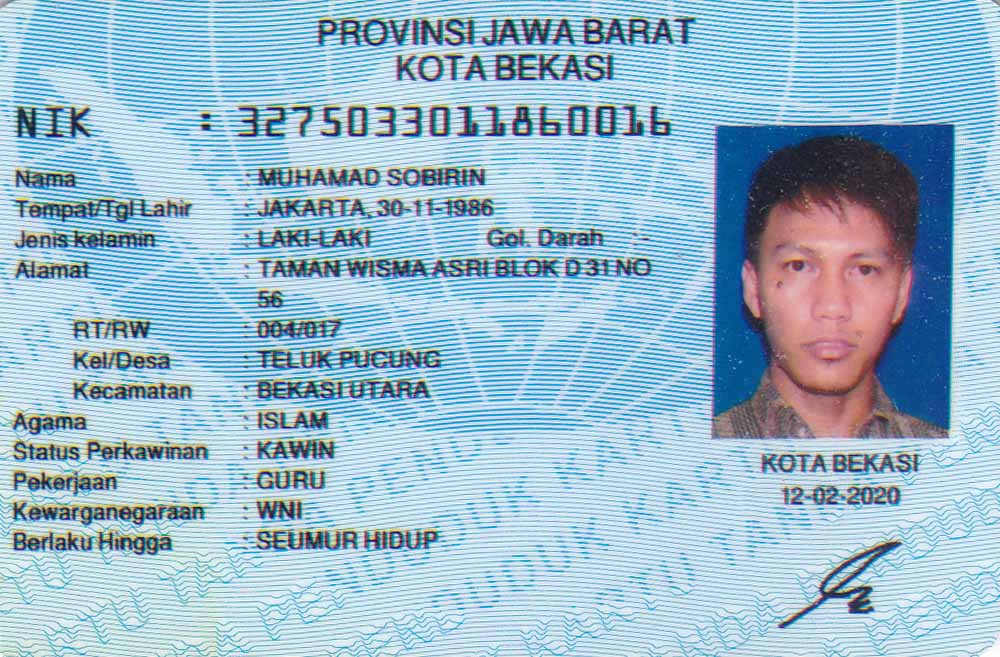 PROVINSI JAWA BARAT
KOTA BEKASI
NIK : 3275033011860016
Nama : MUHAMAD SOBIRIN
Tempat/Tgl Lahir : JAKARTA, 30-11-1986
Jenis kelamin : LAKI-LAKI Gol. Darah :-
Alamat : TAMAN WISMA ASRI BLOK D 31 NO
56
RT/RW : 004/017
Kel/Desa : TELUK PUCUNG
Kecamatan : BEKASI UTARA
Agama : ISLAM
Status Perkawinan : KAWIN
Pekerjaan : GURU
Kewarganegaraan : WNI
Berlaku Hingga : SEUMUR HIDUP
KOTA BEKASI
12-02-2020